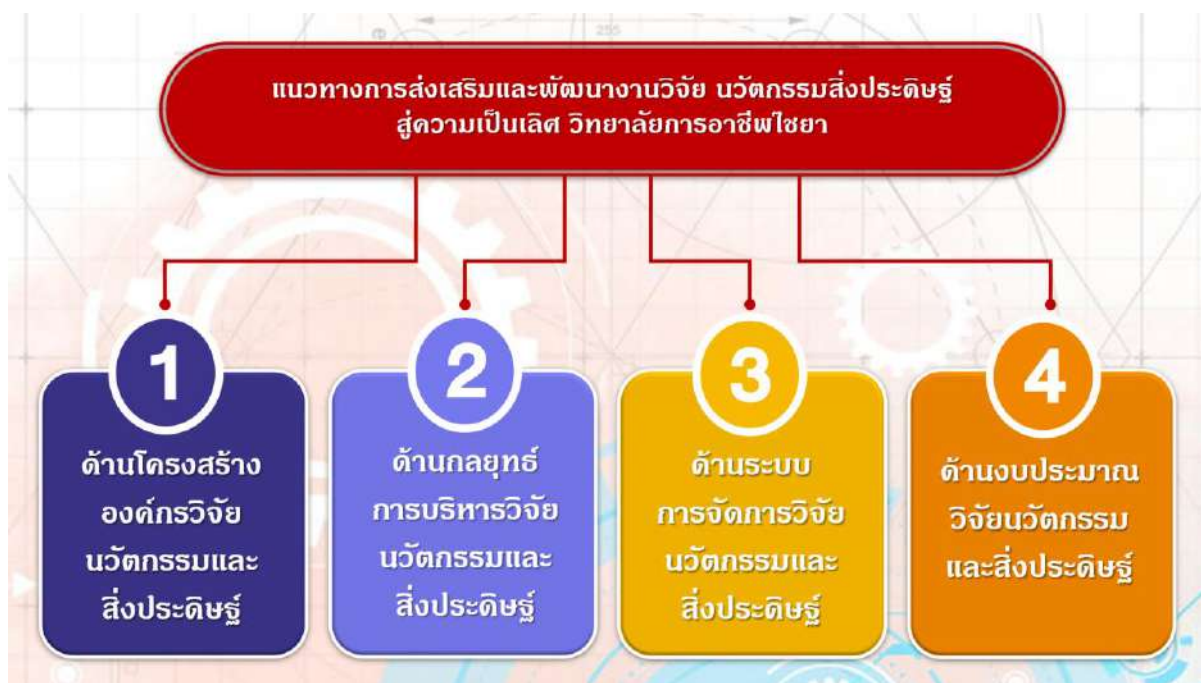 แนวทางการส่งเสริมและพัฒนางานวิจัย นวัตกรรมสิ่งประดิษฐ์
สู่ความเป็นเลิศ วิทยาลัยการอาชีพไชยา
1
ด้านโครงสร้าง
องค์กรวิจัย
นวัตกรรมและ
สิ่งประดิษฐ์
2
ด้านกลยุทธ์
การบริหารวิจัย
นวัตกรรมและ
สิ่งประดิษฐ์
3
ด้านระบบ
การจัดการวิจัย
นวัตกรรมและ
สิ่งประดิษฐ์
4
ด้านงบประมาณ
วิจัยนวัตกรรม
และสิ่งประดิษฐ์